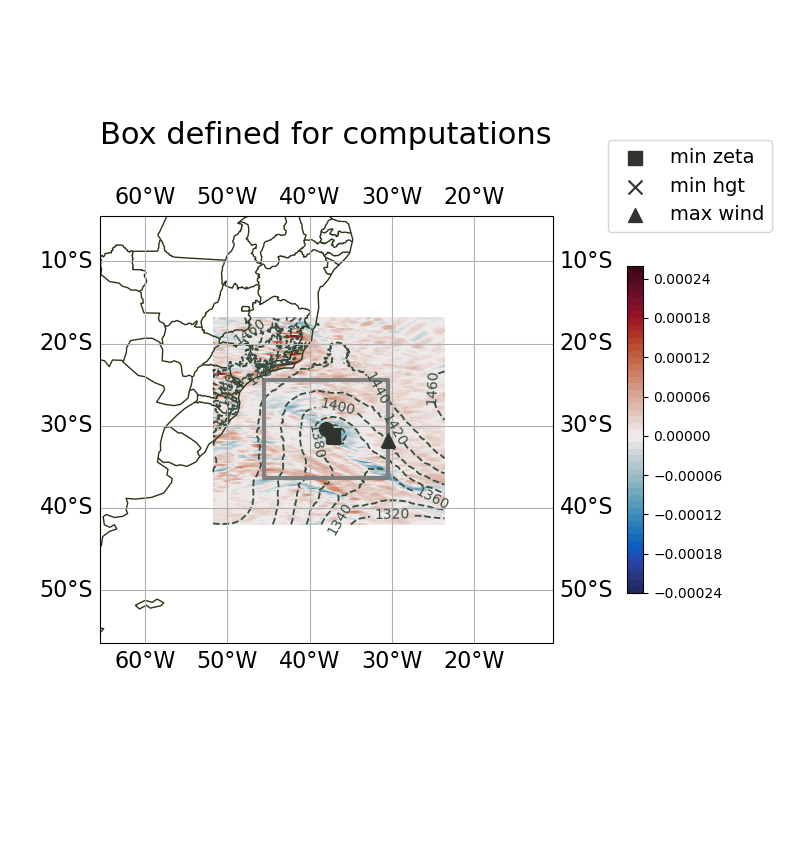 Box defined for computations
min zeta
min hgt
max wind
60°W 50°W 40°W 30°W 20°W
10°S 10°S
20°S 20°S
30°S 30°S
40°S 40°S
50°S 50°S
60°W 50°W 40°W 30°W 20°W
1440
1460
1400
1420
1380
1360
1340
1320
0.00024
0.00018
0.00012
0.00006
0.00000
−0.00006
−0.00012
−0.00018
−0.00024